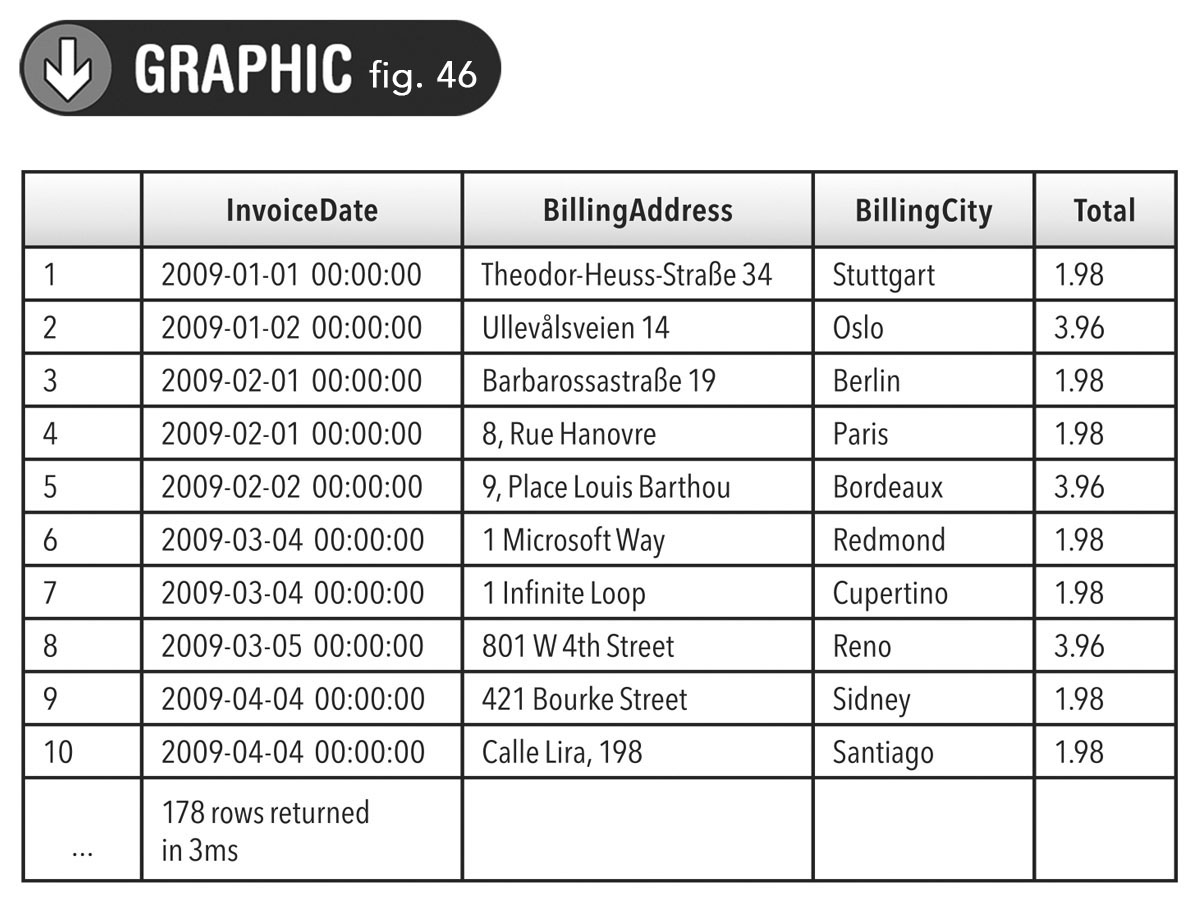 GRAPHIC fig. 46
InvoiceDate BillingAddress BillingCity Total
1 2009-01-01 00:00:00 Theodor-Heuss-Straße 34 Stuttgart 1.98
2 2009-01-02 00:00:00 Ullevålsveien 14 Oslo 3.96
3 2009-02-01 00:00:00 Barbarossastraße 19 Berlin 1.98
4 2009-02-01 00:00:00 8, Rue Hanovre Paris 1.98
5 2009-02-02 00:00:00 9, Place Louis Barthou Bordeaux 3.96
6 2009-03-04 00:00:00 1 Microsoft Way Redmond 1.98
7 2009-03-04 00:00:00 1 Infinite Loop Cupertino 1.98
8 2009-03-05 00:00:00 801 W 4th Street Reno 3.96
9 2009-04-04 00:00:00 421 Bourke Street Sidney 1.98
10 2009-04-04 00:00:00 Calle Lira, 198 Santiago 1.98
178 rows returned
... in 3ms